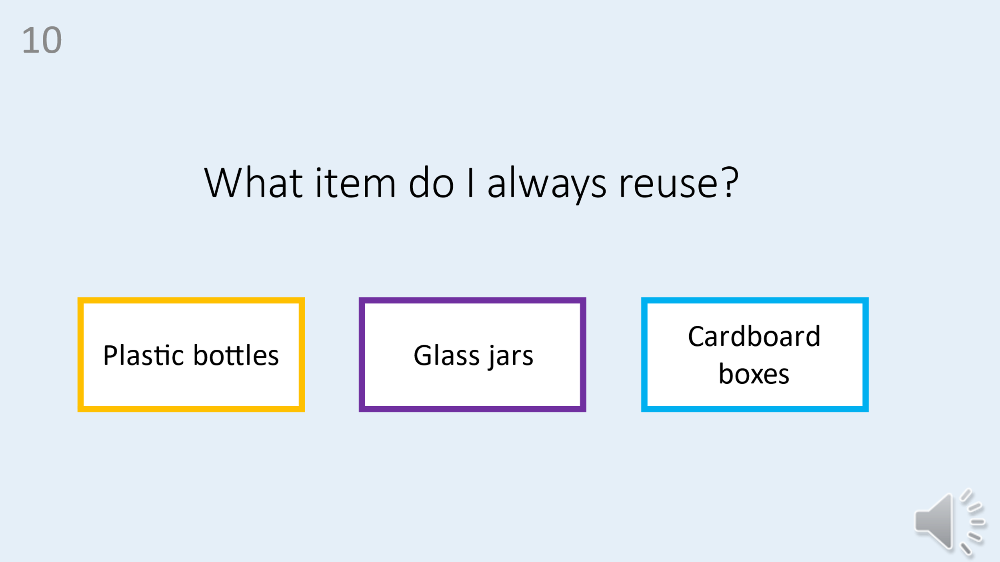 10
What item do I always reuse?
Plastic bottles
Glass jars
Cardboard
boxes